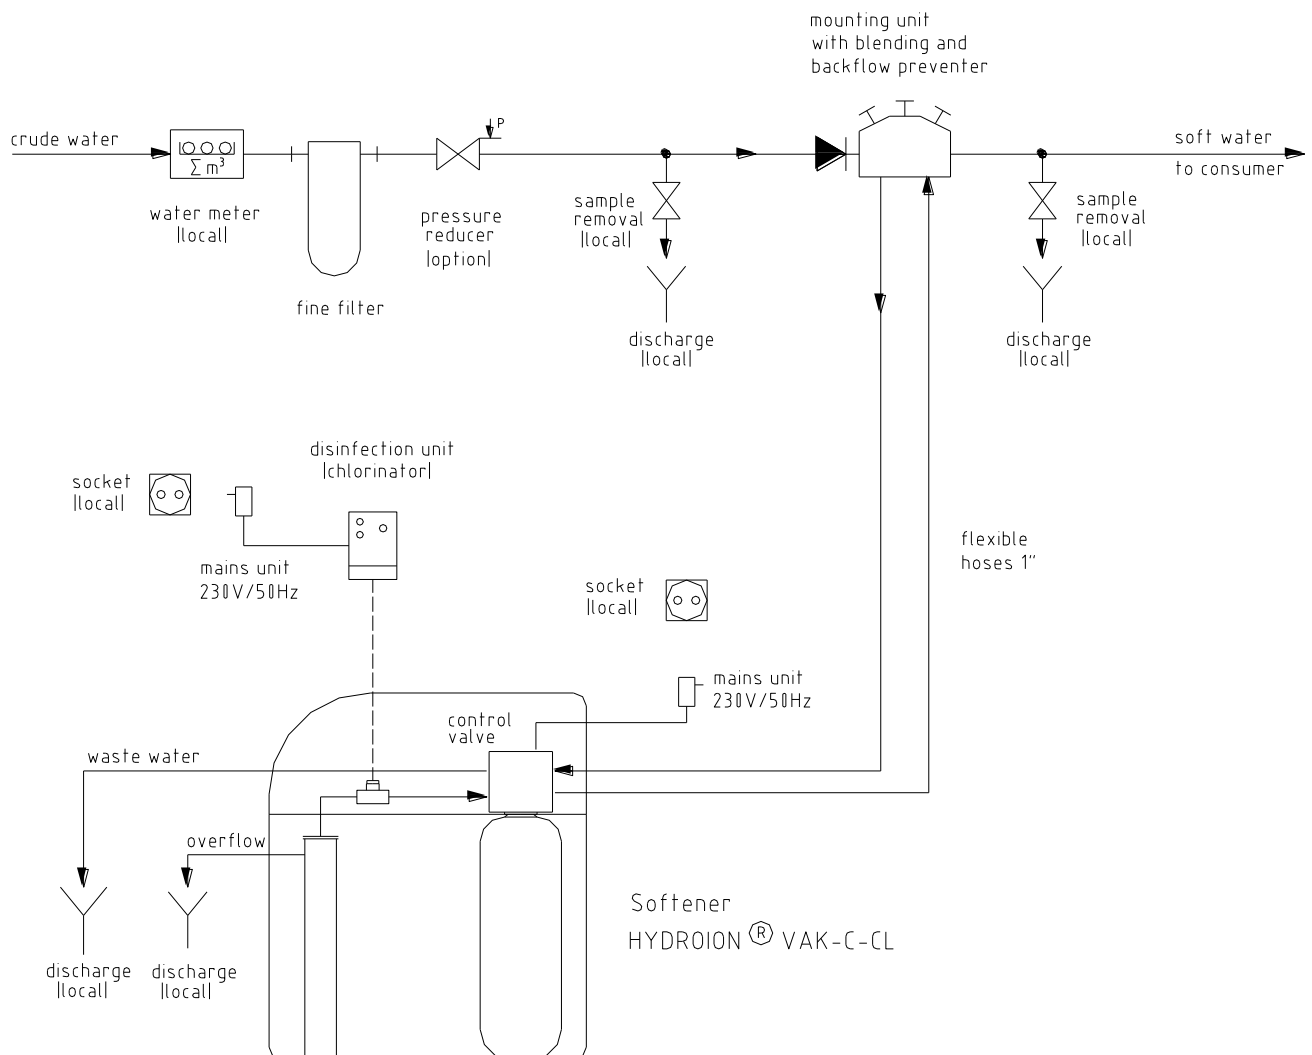 mounting unit
with blending and
backflow preventer
crude water
Σ m³
P
soft water
to consumer
water meter
|local|
pressure
reducer
|option|
sample
removal
|local|
sample
removal
|local|
fine filter
discharge
|local|
discharge
|local|
disinfection unit
|chlorinator|
socket
|local|
mains unit
230V/50Hz
flexible
hoses 1"
socket
|local|
mains unit
230V/50Hz
control
valve
waste water
overflow
Softener
HYDROION ® VAK-C-CL
discharge
|local|
discharge
|local|